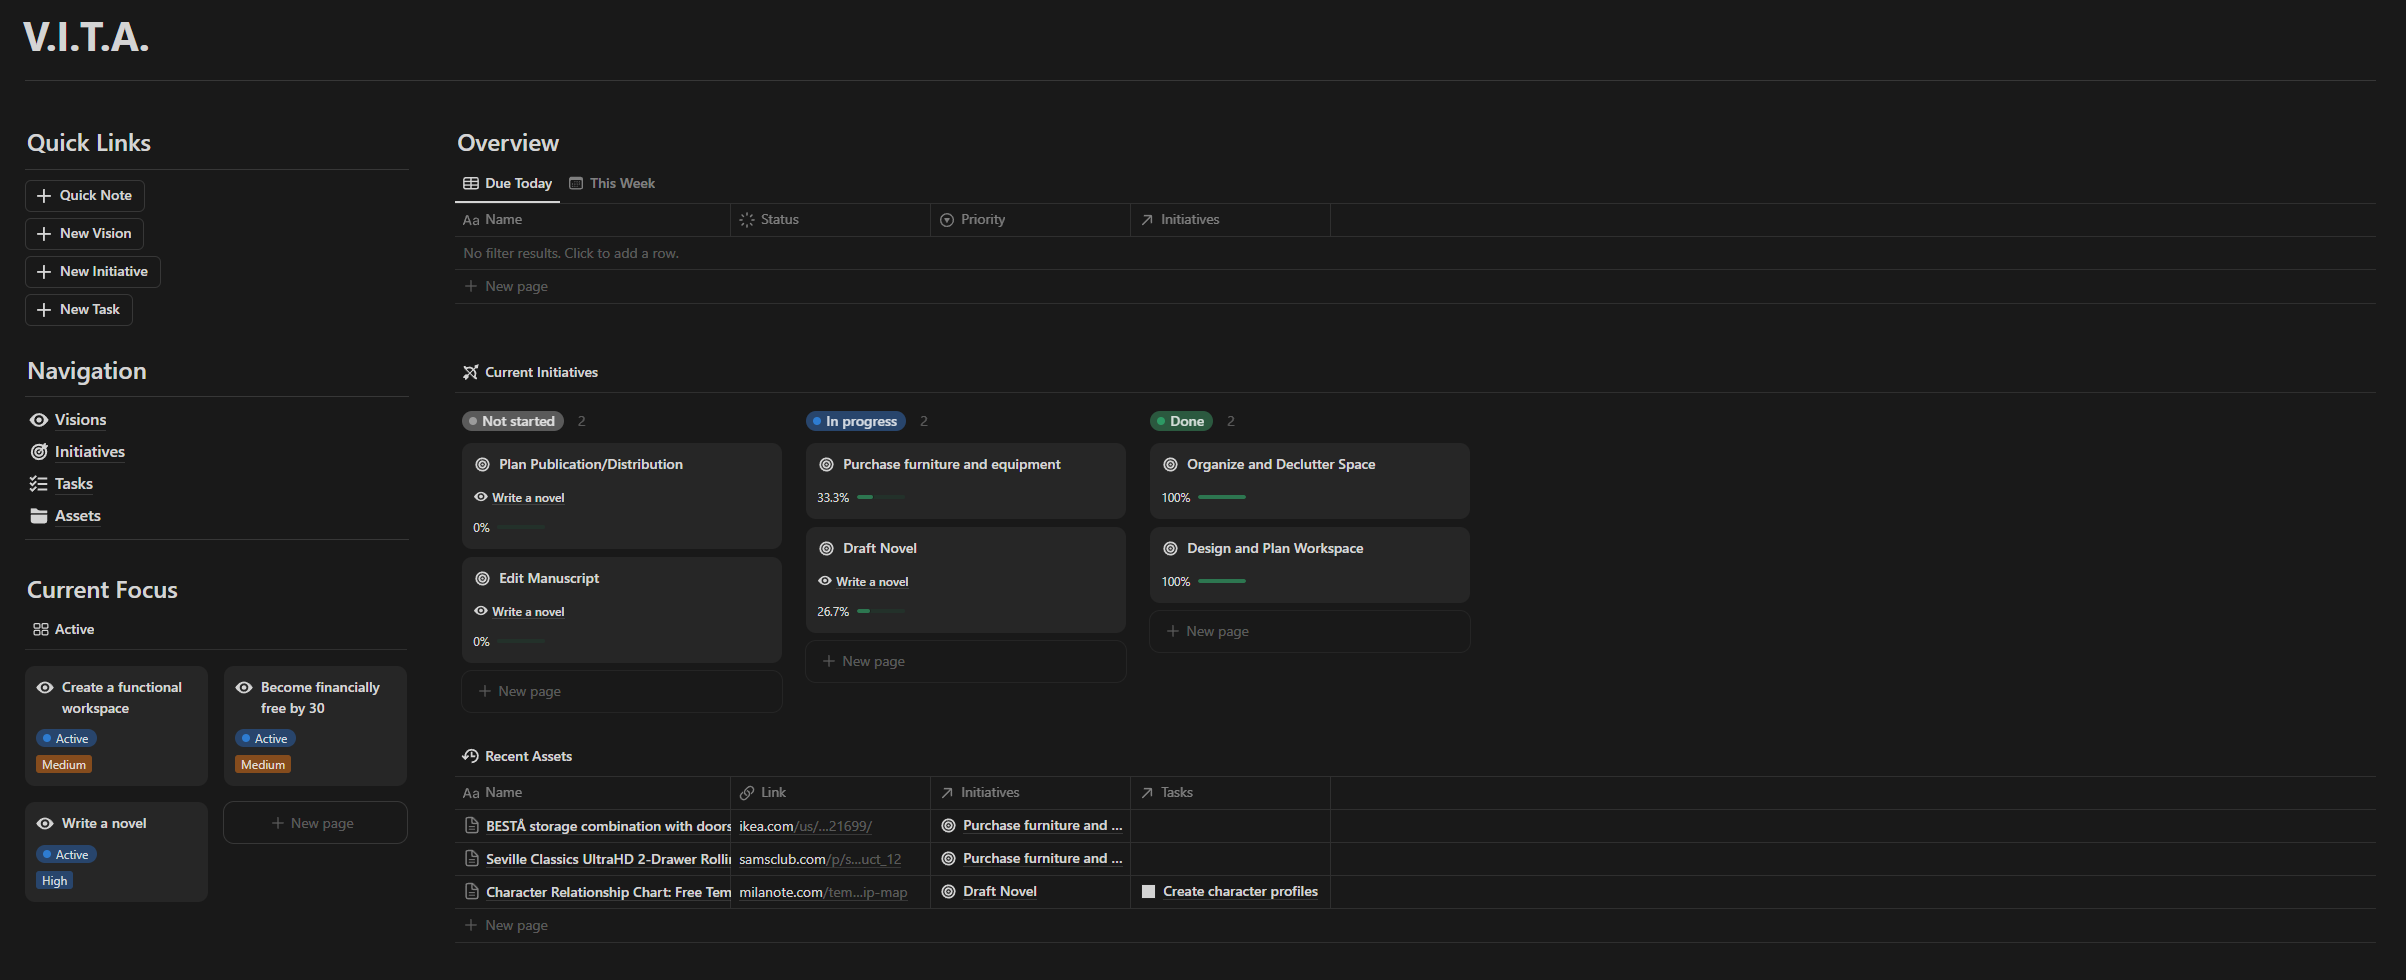 V.I.T.A.
Quick Links
Quick Note
New Vision
New Initiative
New Task
Navigation
Visions
Initiatives
Tasks
Assets
Current Focus
Active
Create a functional
workspace
Active
Medium
Become financially
free by 30
Active
Medium
Write a novel
Active
High
+ New page
Overview
Due Today This Week
Aa Name Status Priority Initiatives
No filter results. Click to add a row.
+ New page
Current Initiatives
Not started 2
Plan Publication/Distribution
Write a novel
0%
Edit Manuscript
Write a novel
0%
+ New page
In progress 2
Purchase furniture and equipment
33.3%
Draft Novel
Write a novel
26.7%
+ New page
Done 2
Organize and Declutter Space
100%
Design and Plan Workspace
100%
+ New page
Recent Assets
Aa Name Link Initiatives Tasks
BESTÅ storage combination with doors ikea.com/us/...21699/ Purchase furniture and ...
Seville Classics UltraHD 2-Drawer Rollin samsclub.com/p/s...uct_12 Purchase furniture and ...
Character Relationship Chart: Free Tem milanote.com/tem...ip-map Draft Novel Create character profiles
+ New page